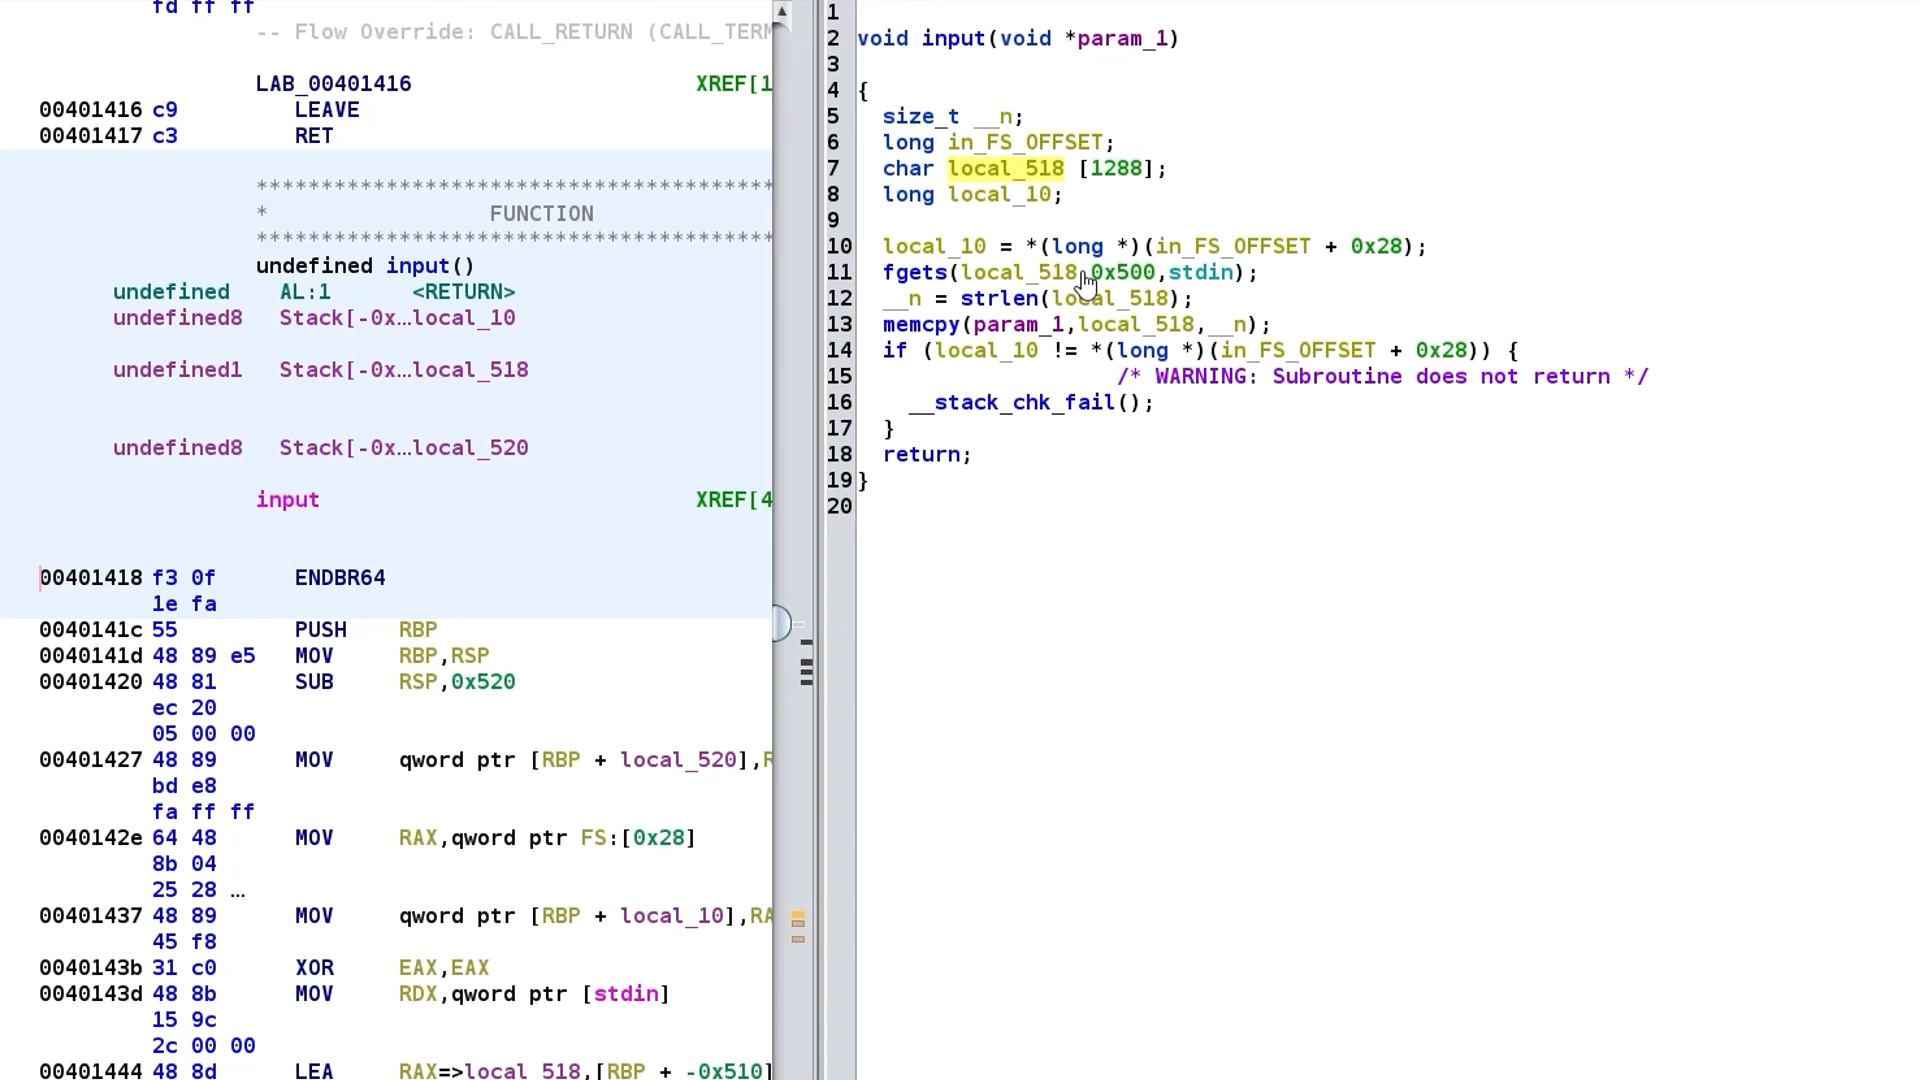 fd ff ff
-- Flow Override: CALL_RETURN (CALL_TERM
LAB_00401416 XREF[1
00401416 c9 LEAVE
00401417 c3 RET
****************************************
* FUNCTION
****************************************
undefined input()
undefined AL:1 <RETURN>
undefined8 Stack[-0x…local_10
undefined1 Stack[-0x…local_518
undefined8 Stack[-0x…local_520
input XREF[4
00401418 f3 0f ENDBR64
1e fa
0040141c 55 PUSH RBP
0040141d 48 89 e5 MOV RBP,RSP
00401420 48 81 SUB RSP,0x520
ec 20
05 00 00
00401427 48 89 MOV qword ptr [RBP + local_520],R
bd e8
fa ff ff
0040142e 64 48 MOV RAX,qword ptr FS:[0x28]
8b 04
25 28 …
00401437 48 89 MOV qword ptr [RBP + local_10],RA
45 f8
0040143b 31 c0 XOR EAX,EAX
0040143d 48 8b MOV RDX,qword ptr [stdin]
15 9c
2c 00 00
00401444 48 8d LEA RAX=>local_518,[RBP + -0x510]
1
2 void input(void *param_1)
3
4 {
5 size_t __n;
6 long in_FS_OFFSET;
7 char local_518 [1288];
8 long local_10;
9
10 local_10 = *(long *)(in_FS_OFFSET + 0x28);
11 fgets(local_518,0x500,stdin);
12 __n = strlen(local_518);
13 memcpy(param_1,local_518,__n);
14 if (local_10 != *(long *)(in_FS_OFFSET + 0x28)) {
15 /* WARNING: Subroutine does not return */
16 __stack_chk_fail();
17 }
18 return;
19 }
20